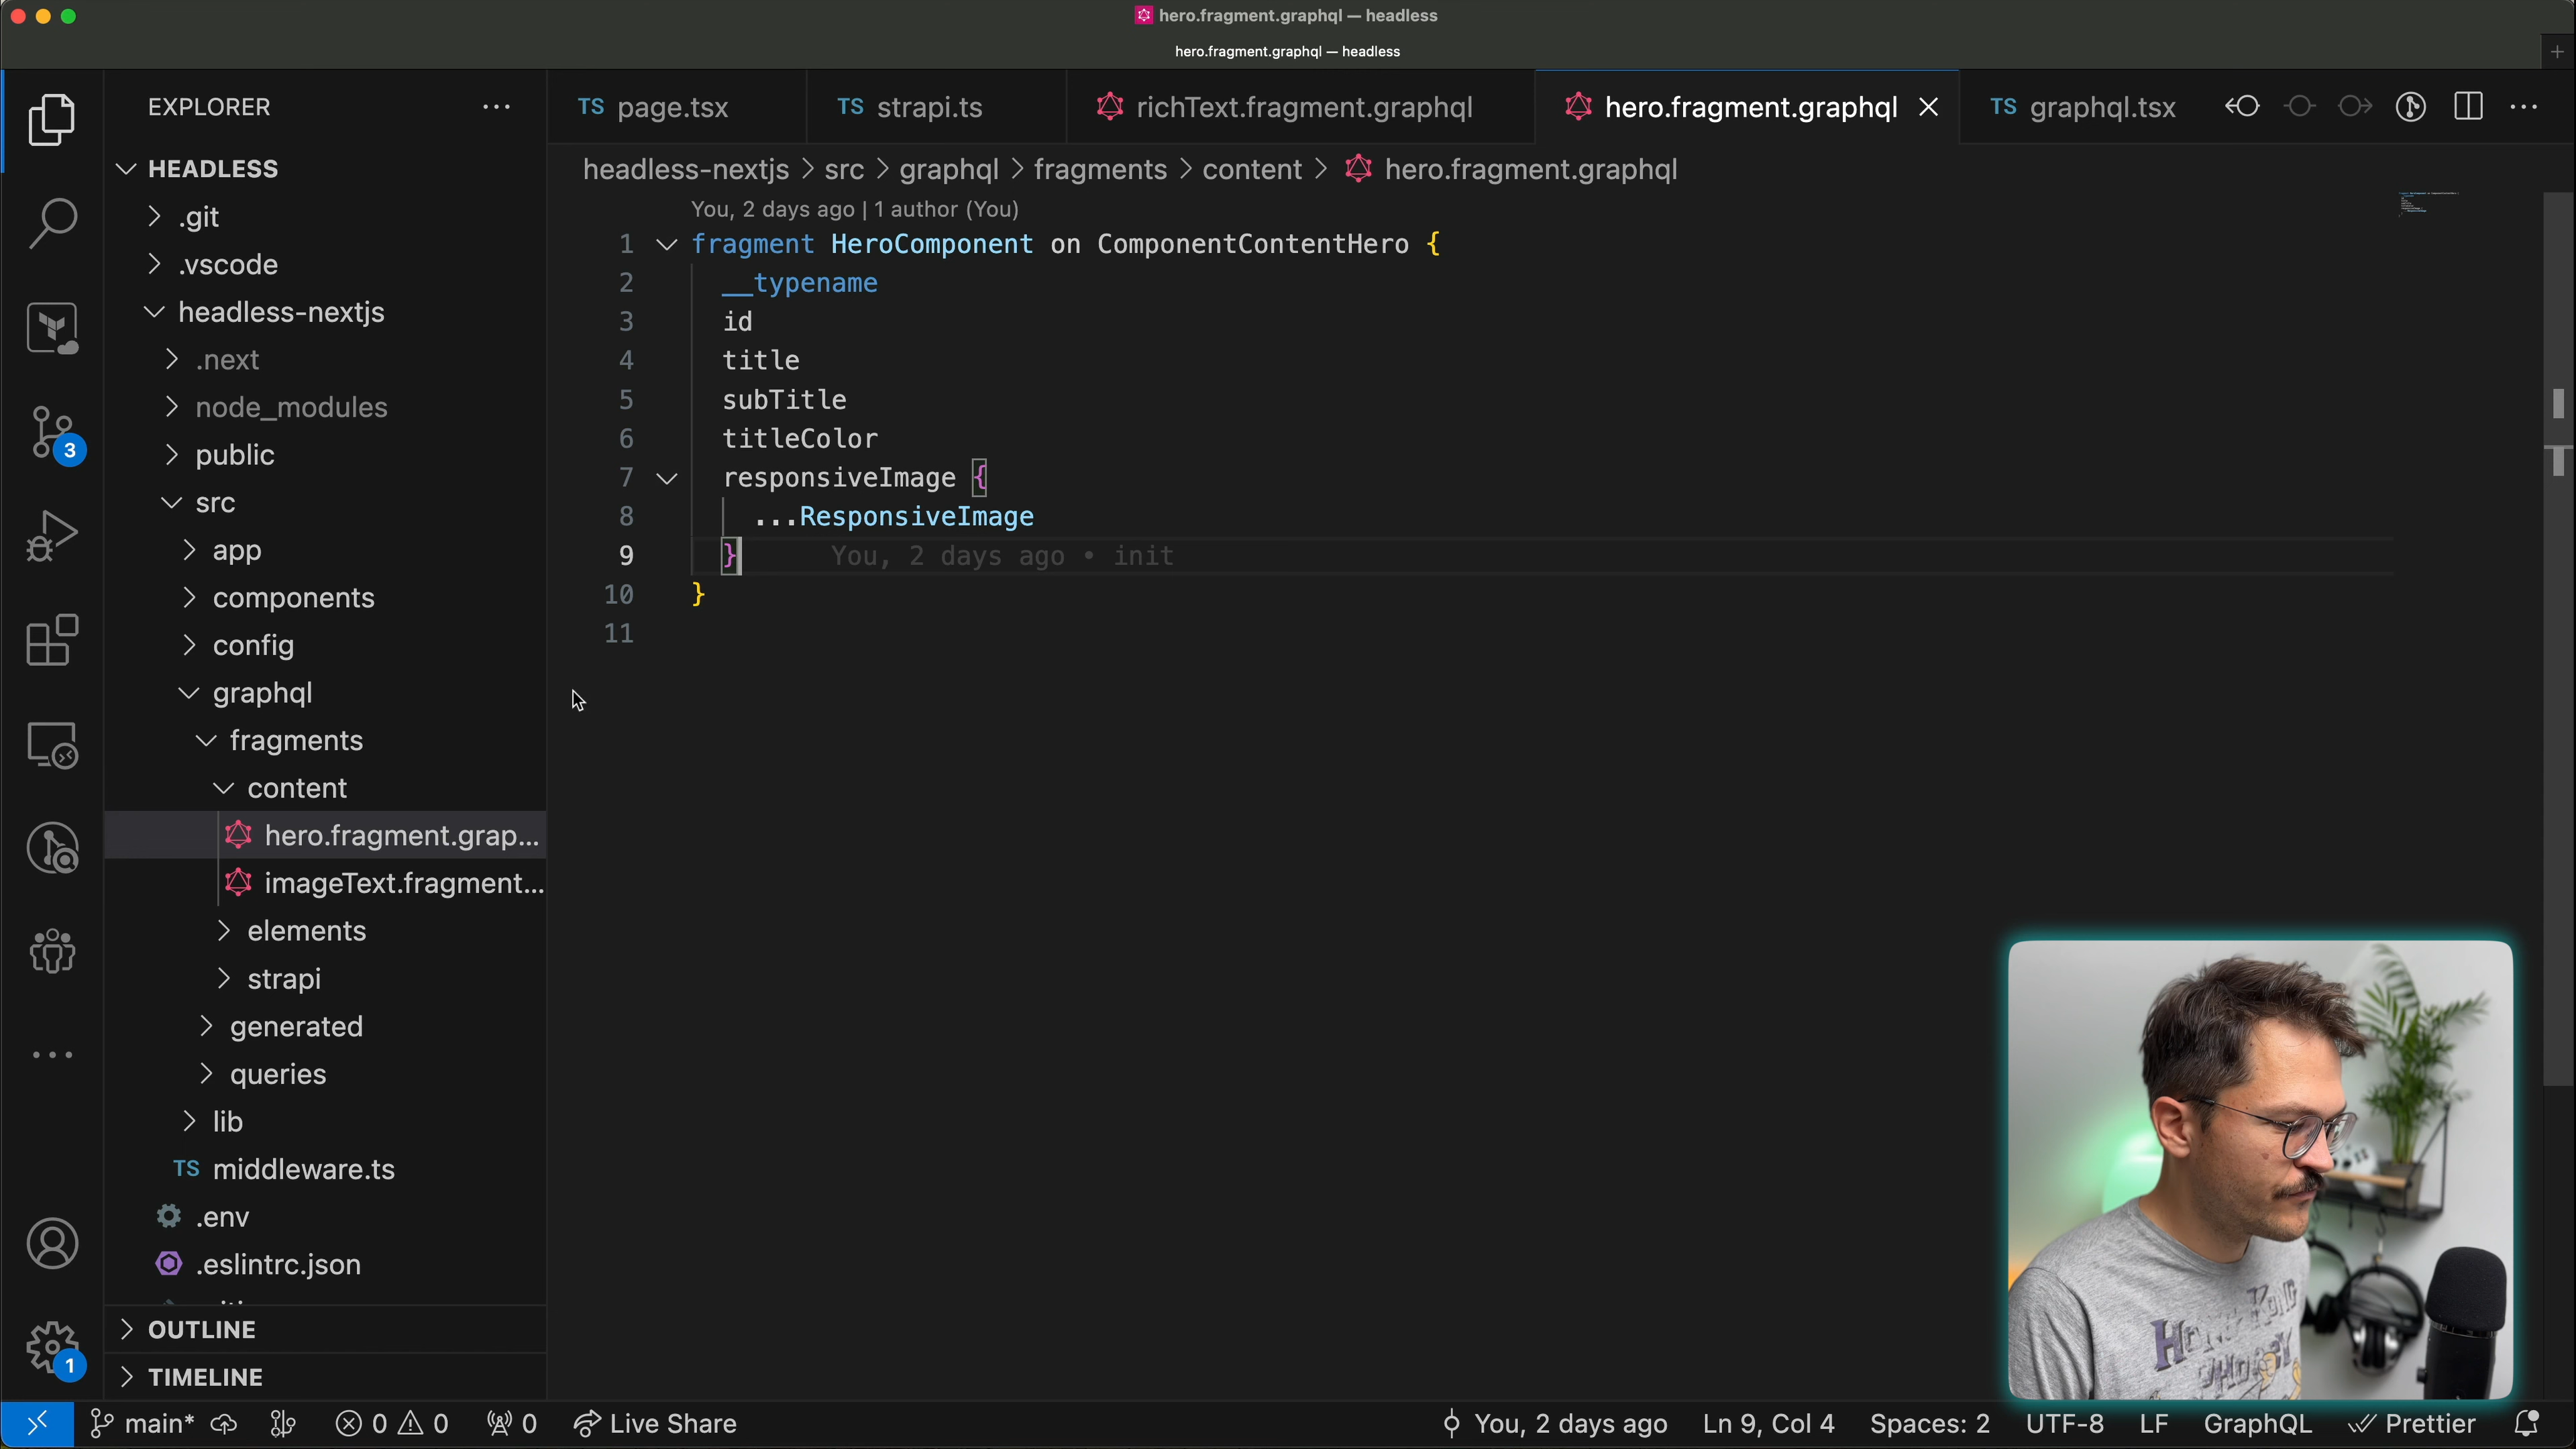 hero.fragment.graphql — headless
hero.fragment.graphql — headless
EXPLORER
TS page.tsx
TS strapi.ts
richText.fragment.graphql
hero.fragment.graphql
TS graphql.tsx
HEADLESS
headless-nextjs > src > graphql > fragments > content > hero.fragment.graphql
.git
.vscode
headless-nextjs
.next
node_modules
public
src
app
components
config
graphql
fragments
content
hero.fragment.grap...
imageText.fragment...
elements
strapi
generated
queries
lib
TS middleware.ts
.env
.eslintrc.json
OUTLINE
TIMELINE
3
1
You, 2 days ago | 1 author (You)
1 fragment HeroComponent on ComponentContentHero {
2 __typename
3 id
4 title
5 subTitle
6 titleColor
7 responsiveImage {
8 ...ResponsiveImage
9 } You, 2 days ago • init
10 }
11
main* 0 0 0 Live Share You, 2 days ago Ln 9, Col 4 Spaces: 2 UTF-8 LF GraphQL Prettier